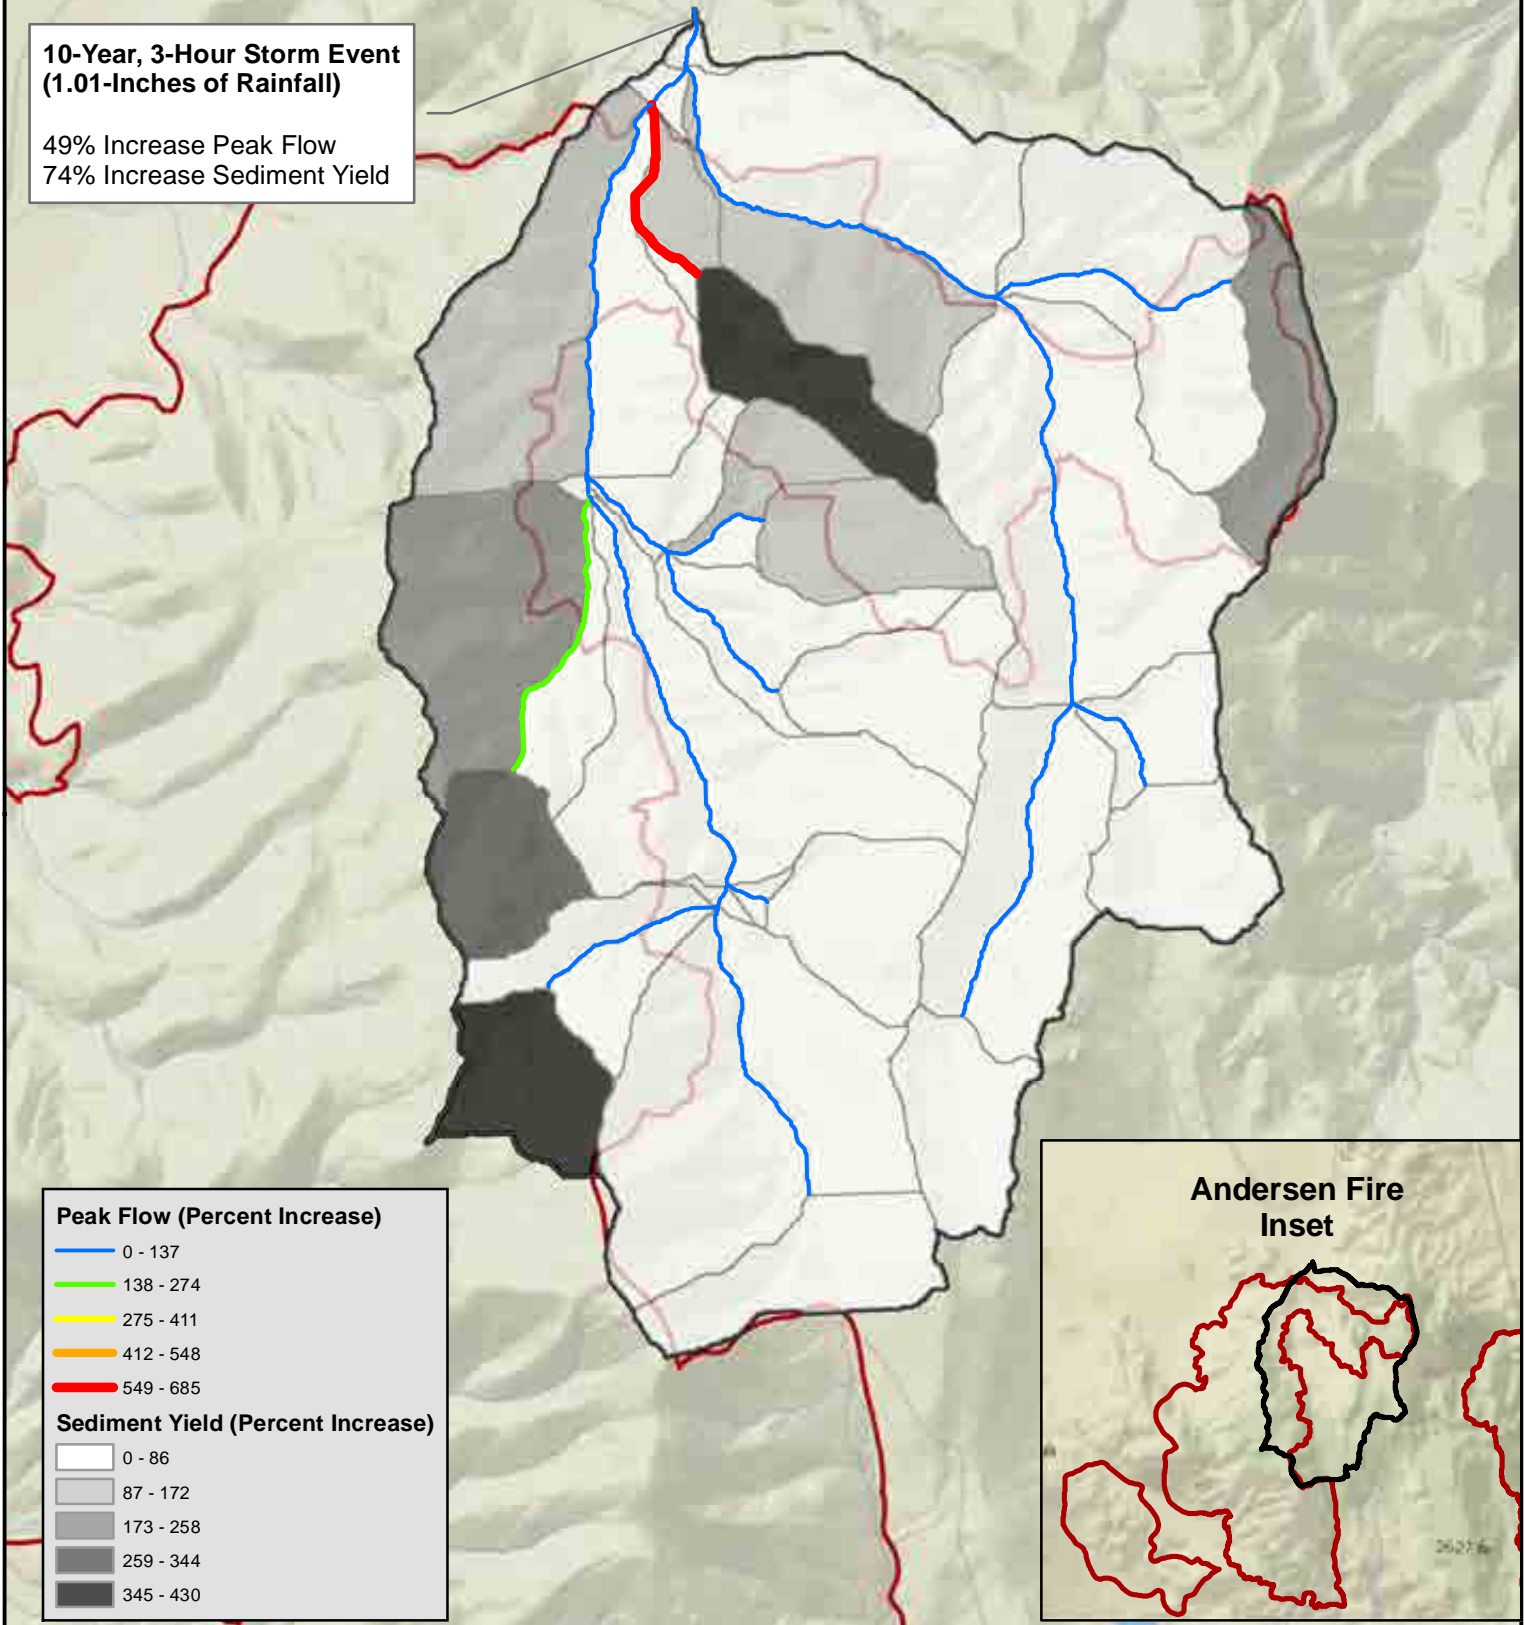 10-Year, 3-Hour Storm Event
(1.01-Inches of Rainfall)
49% Increase Peak Flow
74% Increase Sediment Yield
Peak Flow (Percent Increase)
0 - 137
138 - 274
275 - 411
412 - 548
549 - 685
Sediment Yield (Percent Increase)
0 - 86
87 - 172
173 - 258
259 - 344
345 - 430
Andersen Fire
Inset